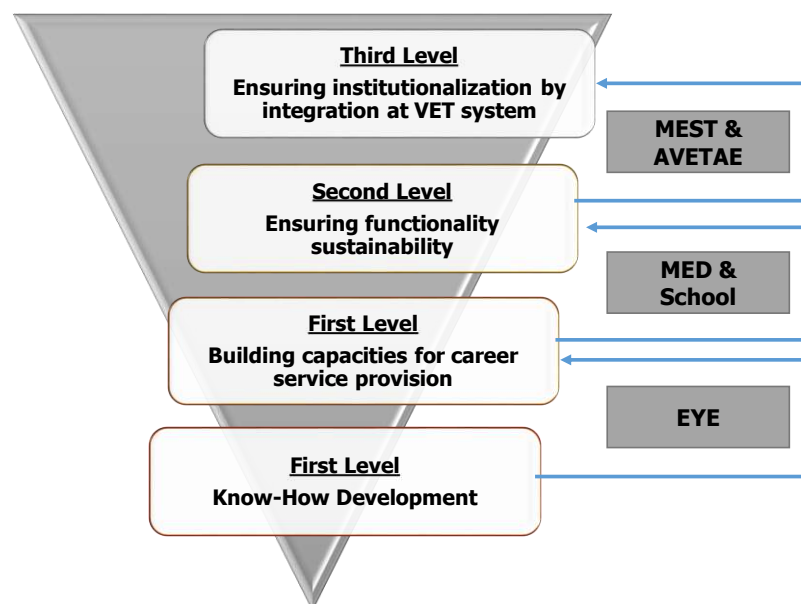 Third Level
Ensuring institutionalization by
integration at VET system
MEST &
AVETAE
Second Level
Ensuring functionality
sustainability
MED &
School
First Level
Building capacities for career
service provision
EYE
First Level
Know-How Development